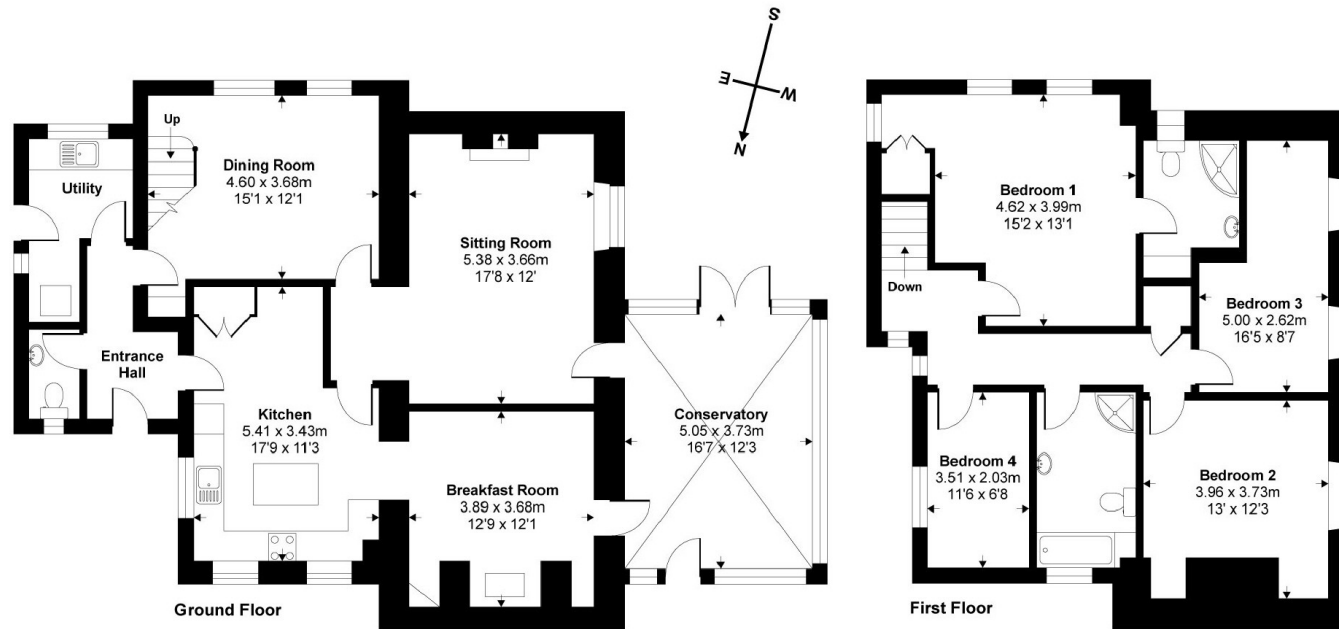 S
E
W
N
Up
Dining Room
4.60 x 3.68m
15'1 x 12'1
Utility
Sitting Room
5.38 x 3.66m
17'8 x 12'
Entrance
Hall
Kitchen
5.41 x 3.43m
17'9 x 11'3
Breakfast Room
3.89 x 3.68m
12'9 x 12'1
Conservatory
5.05 x 3.73m
16'7 x 12'3
Ground Floor
Bedroom 1
4.62 x 3.99m
15'2 x 13'1
Down
Bedroom 3
5.00 x 2.62m
16'5 x 8'7
Bedroom 4
3.51 x 2.03m
11'6 x 6'8
Bedroom 2
3.96 x 3.73m
13' x 12'3
First Floor